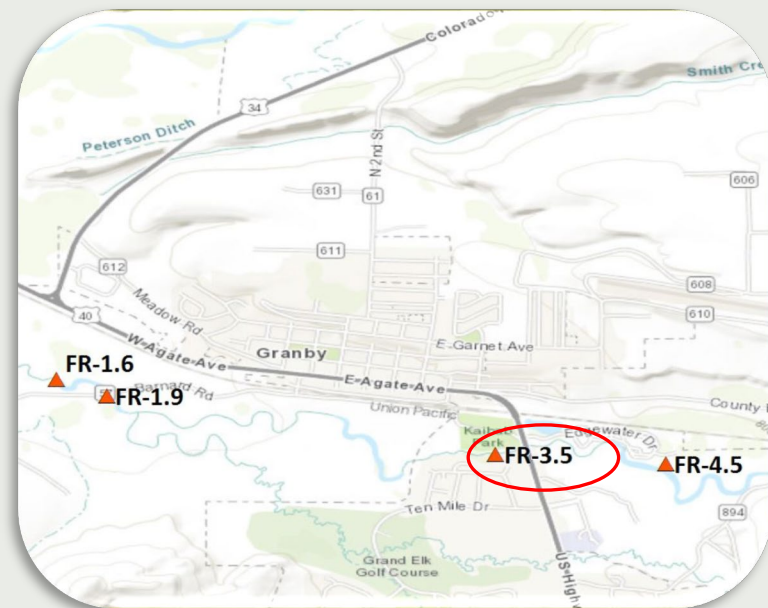 Colorado
Smith Cre
34
Peterson Ditch
N 2nd St
606
631
61
611
612
608
Meadow Rd
610
40
W Agate Ave
Granby
E Garnet Ave
FR-1.6
E Agate Ave
FR-1.9
Barnard Rd
Union Pacific
County
Kaibab
Park
Edgewater Dr
FR-3.5
FR-4.5
Ten Mile Dr
894
Grand Elk
Golf Course
US Highw